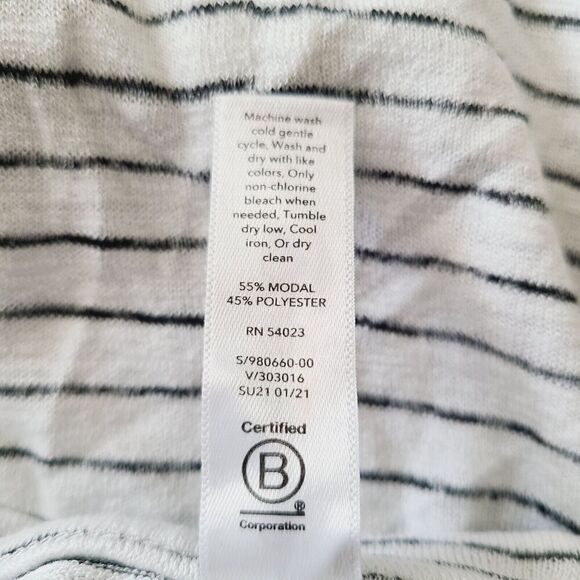 Machine wash
cold gentle
cycle, Wash and
dry with like
colors, Only
non-chlorine
bleach when
needed, Tumble
dry low, Cool
iron, Or dry
clean
55% MODAL
45% POLYESTER
RN 54023
S/980660-00
V/303016
SU21 01/21
Certified
B
®
Corporation